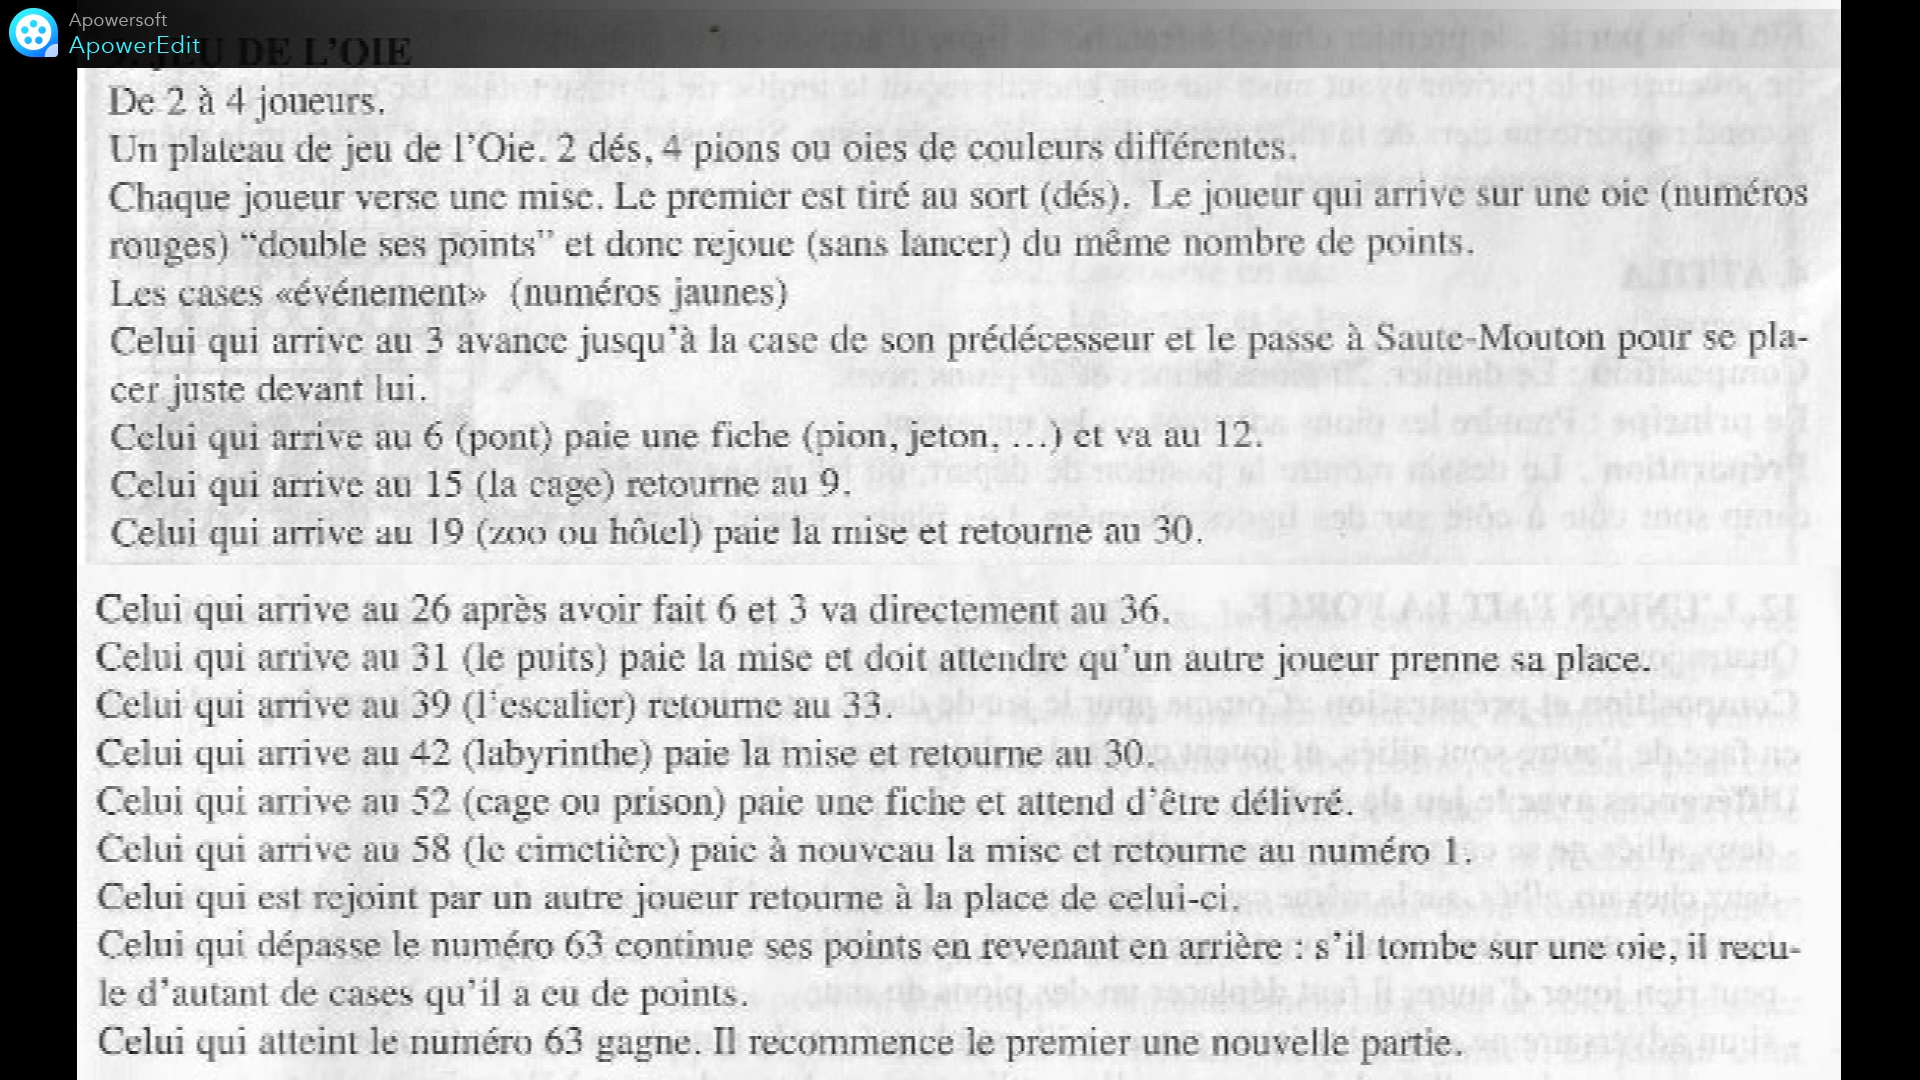 Apowersoft
ApowerEdit
JEU DE L'OIE
De 2 à 4 joueurs.
Un plateau de jeu de l'Oie. 2 dés, 4 pions ou oies de couleurs différentes.
Chaque joueur verse une mise. Le premier est tiré au sort (dés). Le joueur qui arrive sur une oie (numéros
rouges) “double ses points” et donc rejoue (sans lancer) du même nombre de points.
Les cases «événement» (numéros jaunes)
Celui qui arrive au 3 avance jusqu'à la case de son prédécesseur et le passe à Saute-Mouton pour se pla-
cer juste devant lui.
Celui qui arrive au 6 (pont) paie une fiche (pion, jeton, …) et va au 12.
Celui qui arrive au 15 (la cage) retourne au 9.
Celui qui arrive au 19 (zoo ou hôtel) paie la mise et retourne au 30.
Celui qui arrive au 26 après avoir fait 6 et 3 va directement au 36.
Celui qui arrive au 31 (le puits) paie la mise et doit attendre qu'un autre joueur prenne sa place.
Celui qui arrive au 39 (l'escalier) retourne au 33.
Celui qui arrive au 42 (labyrinthe) paie la mise et retourne au 30.
Celui qui arrive au 52 (cage ou prison) paie une fiche et attend d'être délivré.
Celui qui arrive au 58 (le cimetière) paie à nouveau la mise et retourne au numéro 1.
Celui qui est rejoint par un autre joueur retourne à la place de celui-ci.
Celui qui dépasse le numéro 63 continue ses points en revenant en arrière : s'il tombe sur une oie, il recu-
le d'autant de cases qu'il a eu de points.
Celui qui atteint le numéro 63 gagne. Il recommence le premier une nouvelle partie.